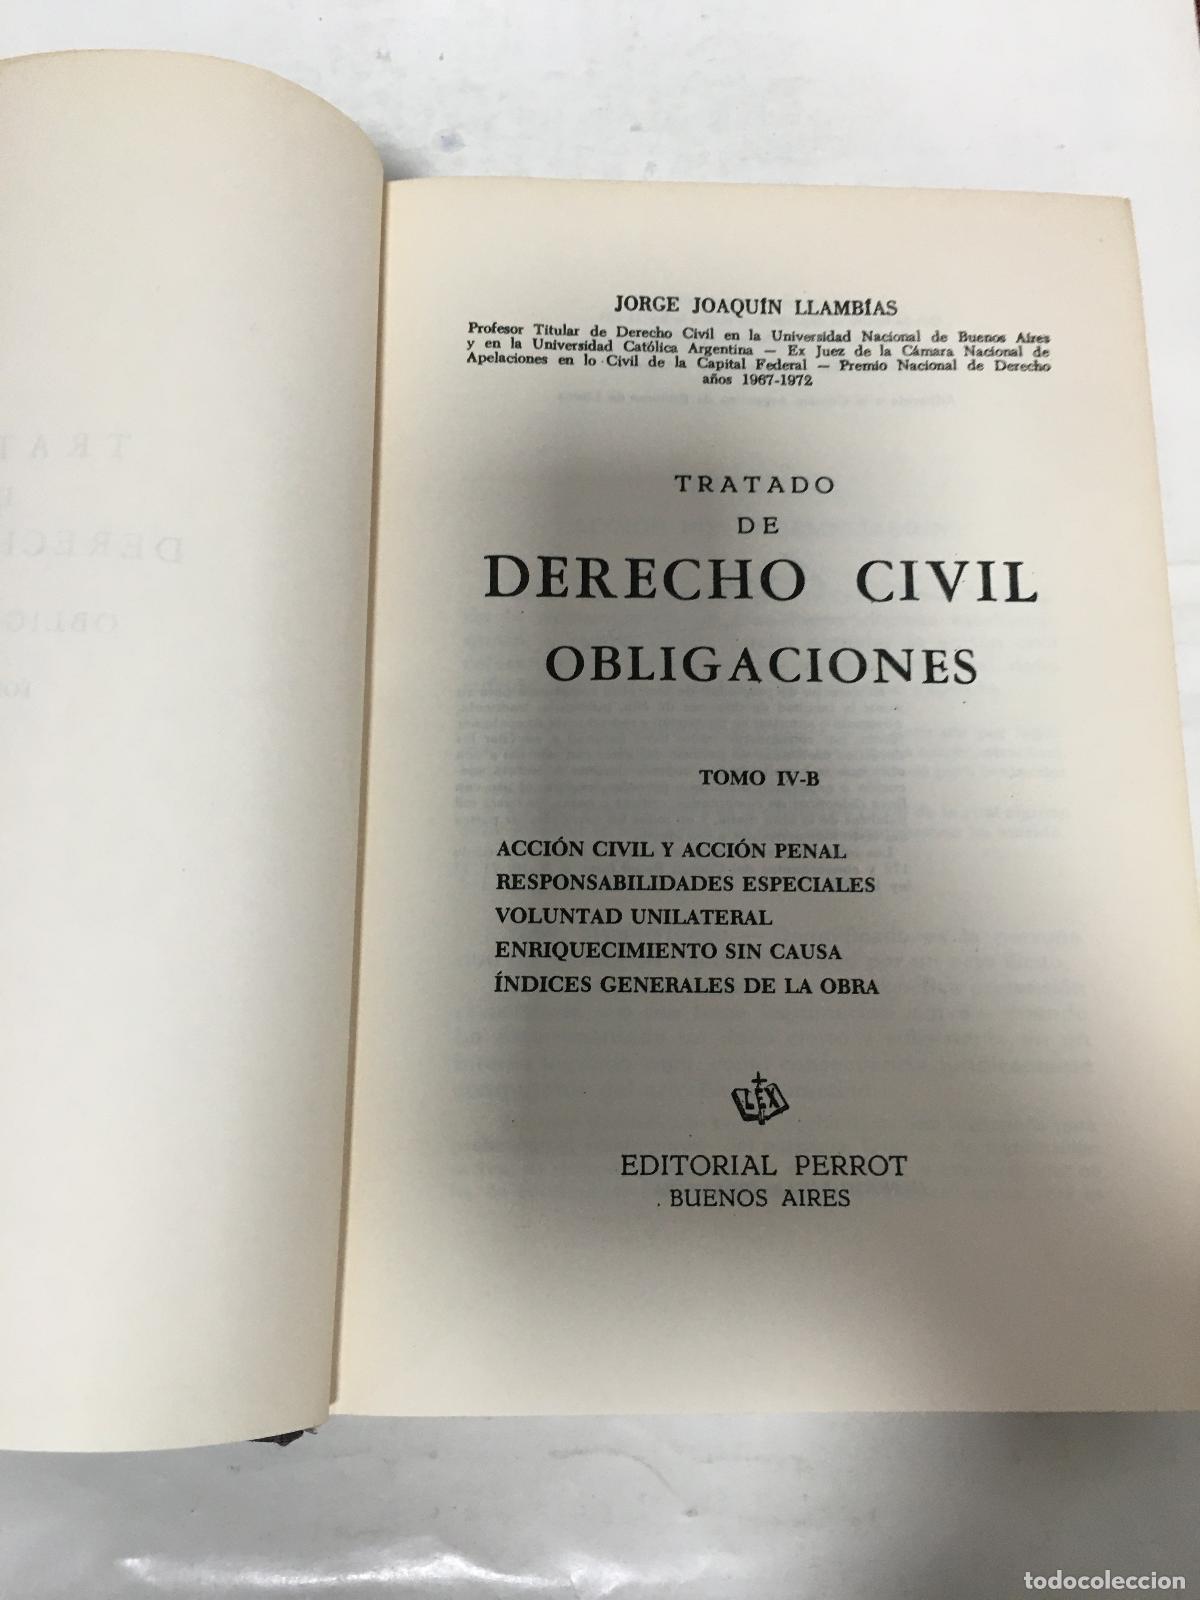 JORGE JOAQUÍN LLAMBÍAS
Profesor Titular de Derecho Civil en la Universidad Nacional de Buenos Aires
y en la Universidad Católica Argentina — Ex Juez de la Cámara Nacional de
Apelaciones en lo Civil de la Capital Federal — Premio Nacional de Derecho
años 1967-1972
TRATADO
DE
DERECHO CIVIL
OBLIGACIONES
TOMO IV-B
ACCIÓN CIVIL Y ACCIÓN PENAL
RESPONSABILIDADES ESPECIALES
VOLUNTAD UNILATERAL
ENRIQUECIMIENTO SIN CAUSA
ÍNDICES GENERALES DE LA OBRA
LEX
EDITORIAL PERROT
BUENOS AIRES
todocoleccion